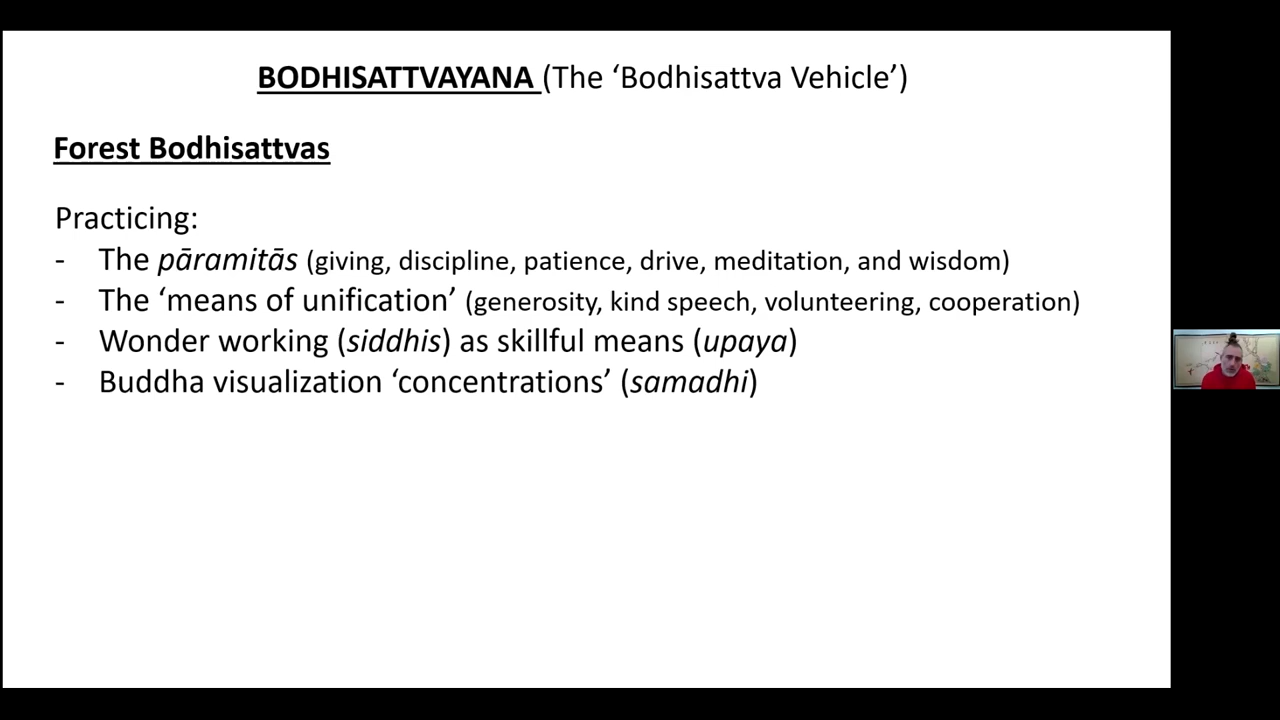 BODHISATTVAYANA (The ‘Bodhisattva Vehicle’)
Forest Bodhisattvas
Practicing:
- The pāramitās (giving, discipline, patience, drive, meditation, and wisdom)
- The ‘means of unification’ (generosity, kind speech, volunteering, cooperation)
- Wonder working (siddhis) as skillful means (upaya)
- Buddha visualization ‘concentrations’ (samadhi)